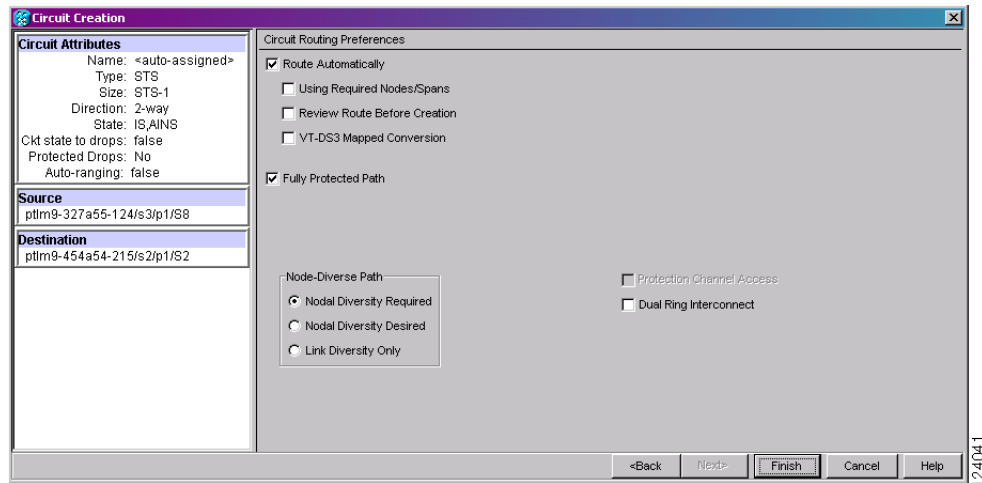 Circuit Creation
Circuit Attributes
Name: <auto-assigned>
Type: STS
Size: STS-1
Direction: 2-way
State: IS,AINS
Ckt state to drops: false
Protected Drops: No
Auto-ranging: false
Source
ptlm9-327a55-124/s3/p1/S8
Destination
ptlm9-454a54-215/s2/p1/S2
Circuit Routing Preferences
Route Automatically
Using Required Nodes/Spans
Review Route Before Creation
VT-DS3 Mapped Conversion
Fully Protected Path
Node-Diverse Path
Nodal Diversity Required
Nodal Diversity Desired
Link Diversity Only
Protection Channel Access
Dual Ring Interconnect
<Back
Next>
Finish
Cancel
Help
24041